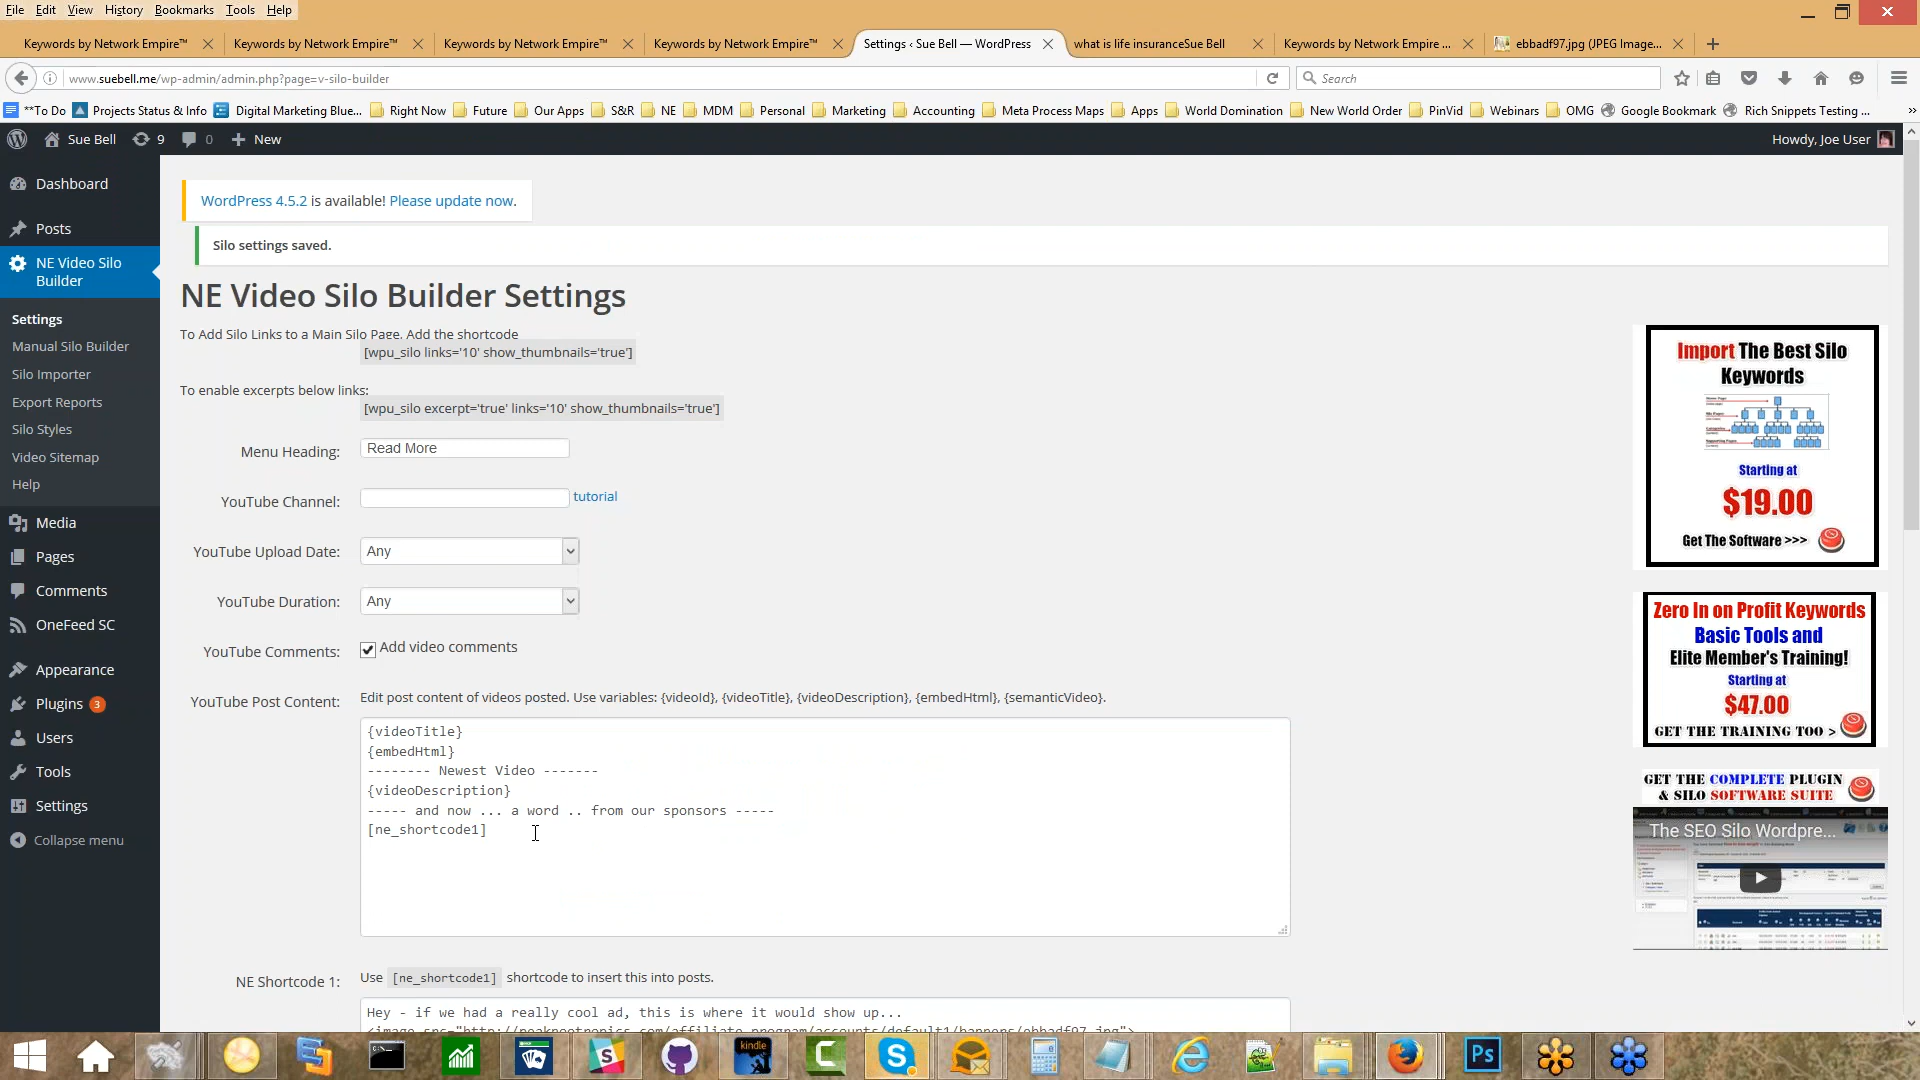 File Edit View History Bookmarks Tools Help
Keywords by Network Empire™ Keywords by Network Empire™ Keywords by Network Empire™ Keywords by Network Empire™ Settings ‹ Sue Bell — WordPress what is life insuranceSue Bell Keywords by Network Empire ... ebbadf97.jpg (JPEG Image...
www.suebell.me/wp-admin/admin.php?page=v-silo-builder Search
**To Do Projects Status & Info Digital Marketing Blue... Right Now Future Our Apps S&R NE MDM Personal Marketing Accounting Meta Process Maps Apps World Domination New World Order PinVid Webinars OMG Google Bookmark Rich Snippets Testing ... »
Sue Bell 9 0 New Howdy, Joe User
Dashboard
Posts
NE Video Silo
Builder
Settings
Manual Silo Builder
Silo Importer
Export Reports
Silo Styles
Video Sitemap
Help
Media
Pages
Comments
OneFeed SC
Appearance
Plugins 3
Users
Tools
Settings
Collapse menu
WordPress 4.5.2 is available! Please update now.
Silo settings saved.
NE Video Silo Builder Settings
To Add Silo Links to a Main Silo Page. Add the shortcode
[wpu_silo links='10' show_thumbnails='true']
To enable excerpts below links:
[wpu_silo excerpt='true' links='10' show_thumbnails='true']
Menu Heading: Read More
YouTube Channel: tutorial
YouTube Upload Date: Any
YouTube Duration: Any
YouTube Comments: Add video comments
YouTube Post Content: Edit post content of videos posted. Use variables: {videoId}, {videoTitle}, {videoDescription}, {embedHtml}, {semanticVideo}.
{videoTitle}
{embedHtml}
-------- Newest Video -------
{videoDescription}
----- and now ... a word .. from our sponsors -----
[ne_shortcode1]
NE Shortcode 1: Use [ne_shortcode1] shortcode to insert this into posts.
Hey - if we had a really cool ad, this is where it would show up...
<image src="http://peaknootropics.com/affiliate_program/accounts/default1/banners/ebbadf97.jpg">
Import The Best Silo
Keywords
Starting at
$19.00
Get The Software >>>
Zero In on Profit Keywords
Basic Tools and
Elite Member's Training!
Starting at
$47.00
GET THE TRAINING TOO >
GET THE COMPLETE PLUGIN
& SILO SOFTWARE SUITE
The SEO Silo Wordpre...
kindle
Ps